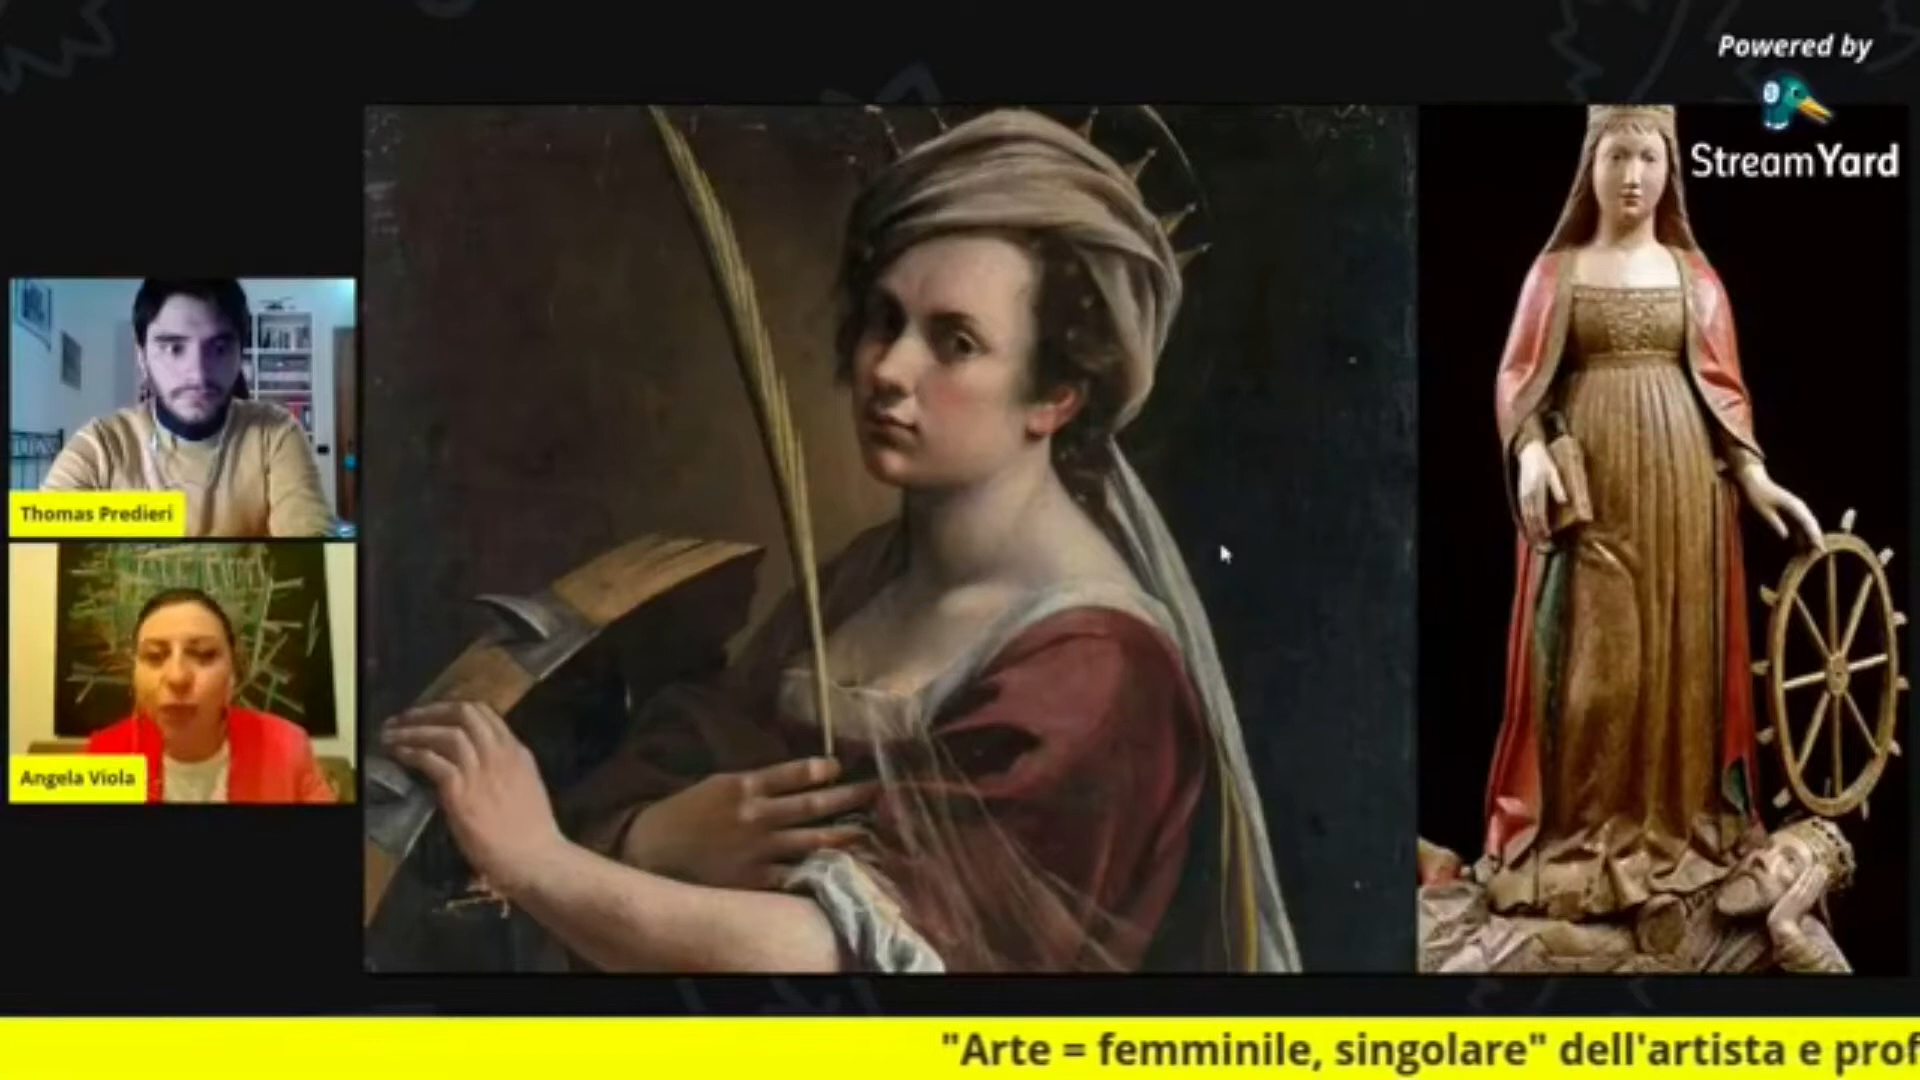 Powered by
StreamYard
Thomas Predieri
Angela Viola
"Arte = femminile, singolare" dell'artista e prof